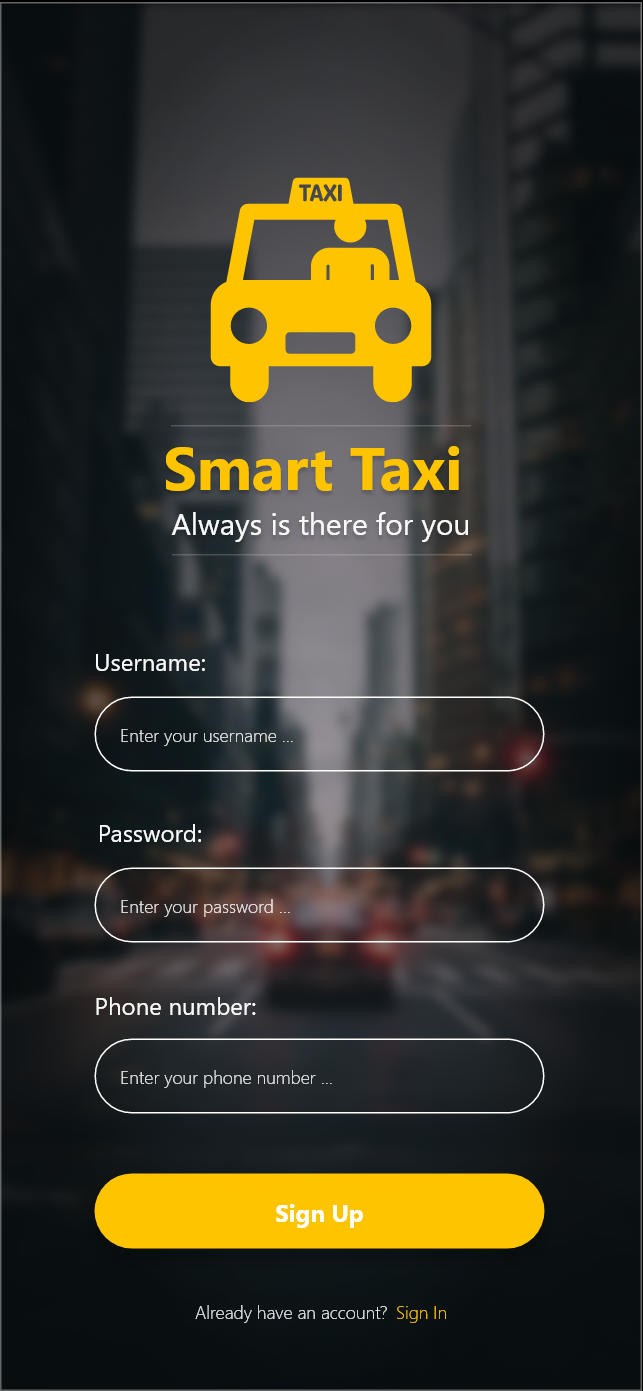 TAXI
Smart Taxi
Always is there for you
Username:
Enter your username ...
Password:
Enter your password ...
Phone number:
Enter your phone number ...
Sign Up
Already have an account? Sign In